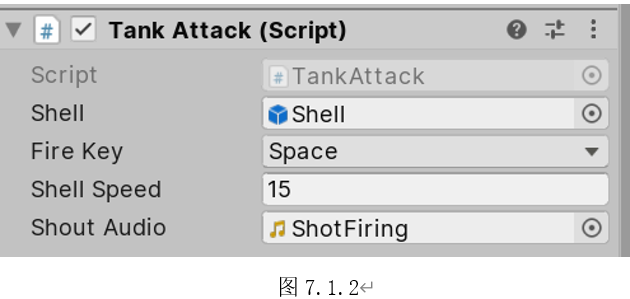 Tank Attack (Script)
Script TankAttack
Shell Shell
Fire Key Space
Shell Speed 15
Shout Audio ShotFiring
图 7.1.2